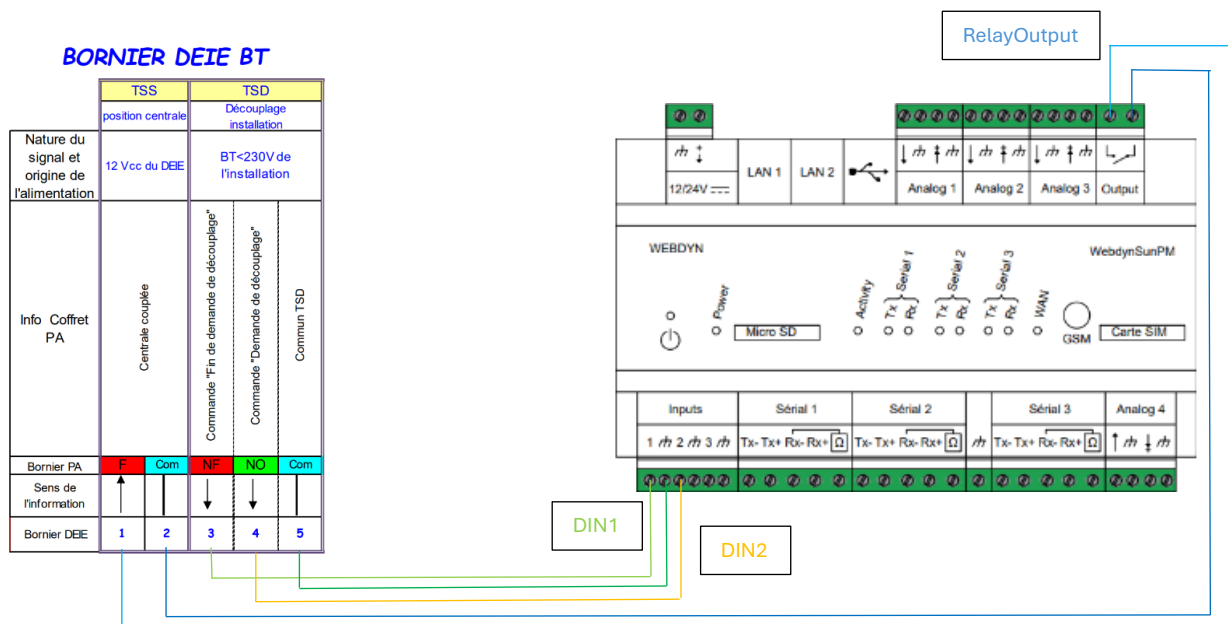 RelayOutput
BORNIER DEIE BT
TSS
TSD
position centrale
Découplage
installation
Nature du
signal et
origine de
l'alimentation
12 Vcc du DEIE
BT<230V de
l'installation
Info Coffret
PA
Centrale couplée
Commande "Fin de demande de découplage"
Commande "Demande de découplage"
Commun TSD
Bornier PA
F
Com
NF
NO
Com
Sens de
l'information
Bornier DEIE
1
2
3
4
5
12/24V
LAN 1
LAN 2
Analog 1
Analog 2
Analog 3
Output
WEBDYN
WebdynSunPM
Power
Micro SD
Activity
Tx
Rx
Serial 1
Tx
Rx
Serial 2
Tx
Rx
Serial 3
WAN
GSM
Carte SIM
Inputs
Sérial 1
Sérial 2
Sérial 3
Analog 4
1 2 3
Tx- Tx+ Rx- Rx+ Ω
Tx- Tx+ Rx- Rx+ Ω
Tx- Tx+ Rx- Rx+ Ω
DIN1
DIN2